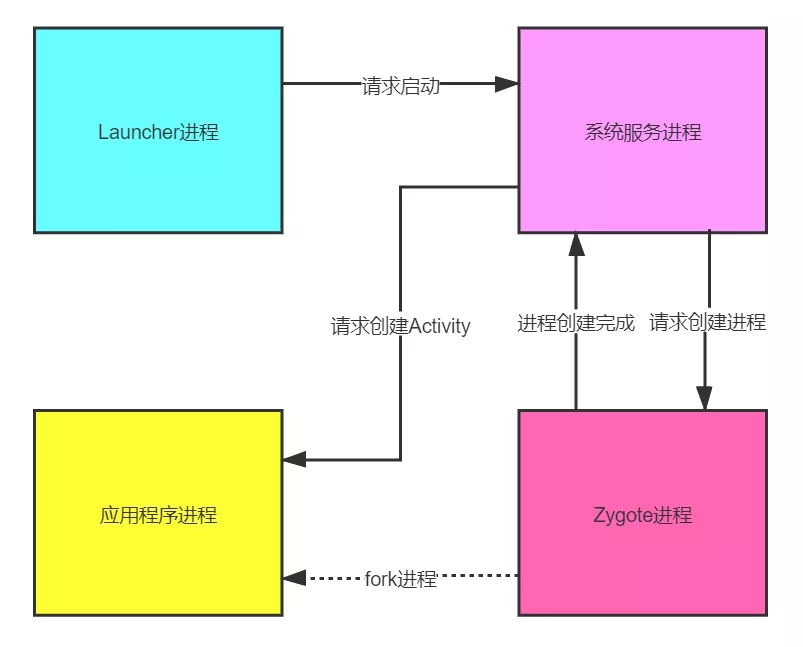 请求启动
Launcher进程
系统服务进程
请求创建Activity
进程创建完成
请求创建进程
应用程序进程
Zygote进程
fork进程